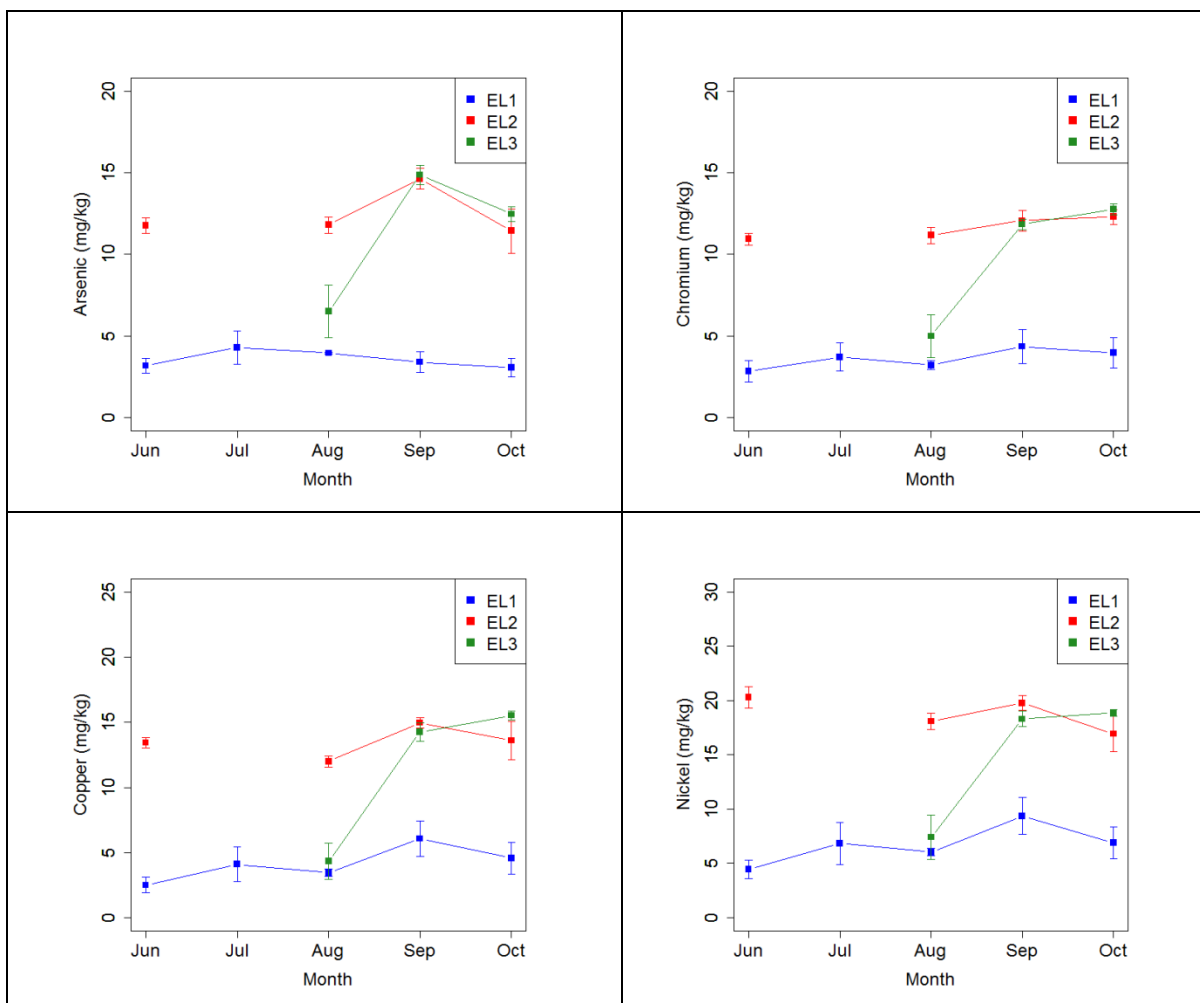 20
15
10
5
0
Arsenic (mg/kg)
EL1
EL2
EL3
Jun Jul Aug Sep Oct
Month
20
15
10
5
0
Chromium (mg/kg)
EL1
EL2
EL3
Jun Jul Aug Sep Oct
Month
25
20
15
10
5
0
Copper (mg/kg)
EL1
EL2
EL3
Jun Jul Aug Sep Oct
Month
30
25
20
15
10
5
0
Nickel (mg/kg)
EL1
EL2
EL3
Jun Jul Aug Sep Oct
Month